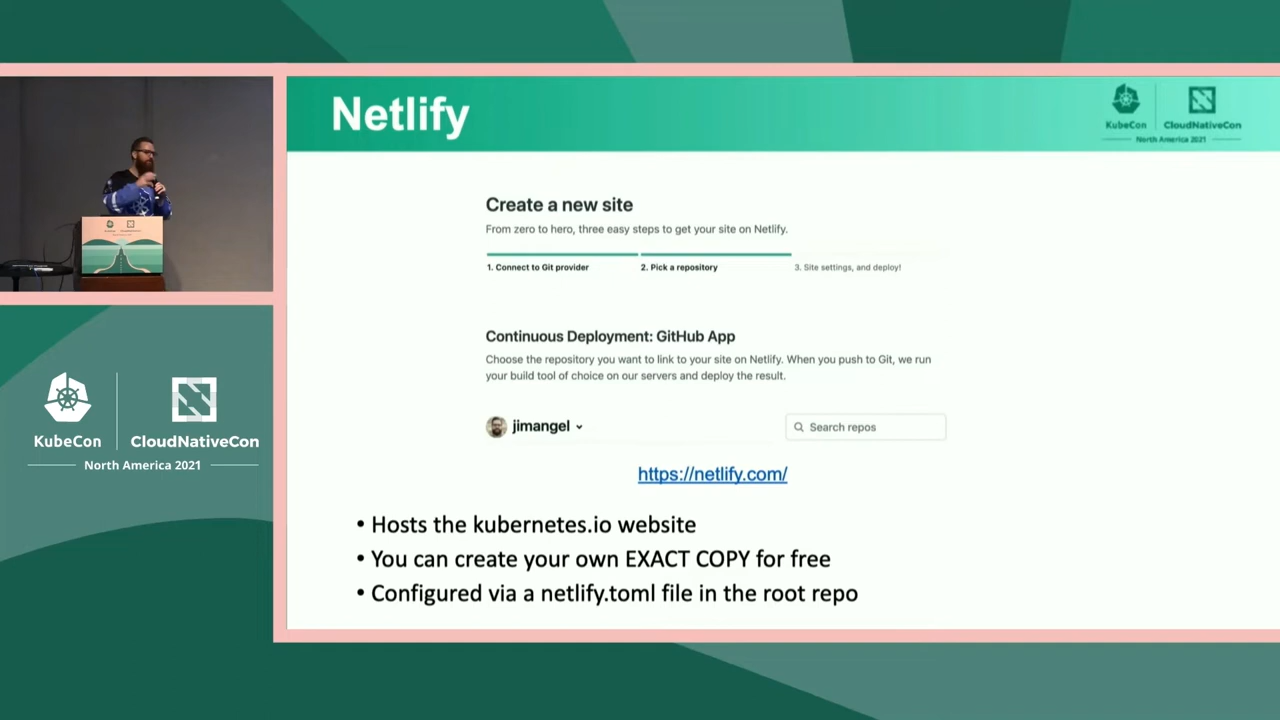 Netlify
KubeCon
CloudNativeCon
North America 2021
Create a new site
From zero to hero, three easy steps to get your site on Netlify.
1. Connect to Git provider
2. Pick a repository
3. Site settings, and deploy!
Continuous Deployment: GitHub App
Choose the repository you want to link to your site on Netlify. When you push to Git, we run
your build tool of choice on our servers and deploy the result.
jimangel
Search repos
https://netlify.com/
• Hosts the kubernetes.io website
• You can create your own EXACT COPY for free
• Configured via a netlify.toml file in the root repo
KubeCon
CloudNativeCon
North America 2021